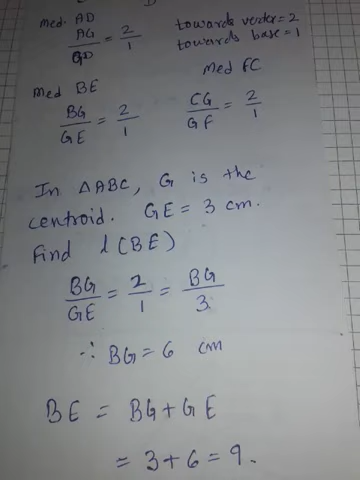 D
med. AD
AG/GD = 2/1
towards vertex = 2
towards base = 1
Med BE
BG/GE = 2/1
Med FC
CG/GF = 2/1
In △ABC, G is the
centroid. GE = 3 cm.
Find l(BE)
BG/GE = 2/1 = BG/3
∴ BG = 6 cm
BE = BG + GE
= 3 + 6 = 9.